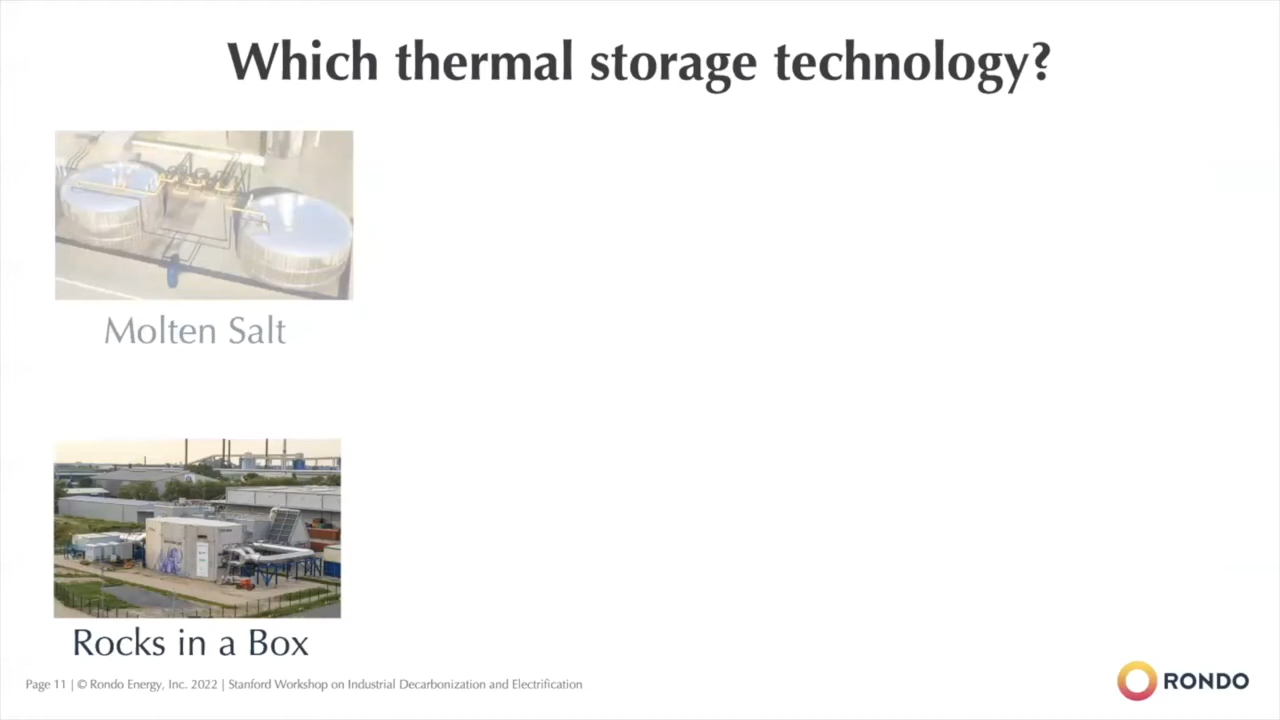 Which thermal storage technology?
Molten Salt
Rocks in a Box
Page 11 | © Rondo Energy, Inc. 2022 | Stanford Workshop on Industrial Decarbonization and Electrification
RONDO